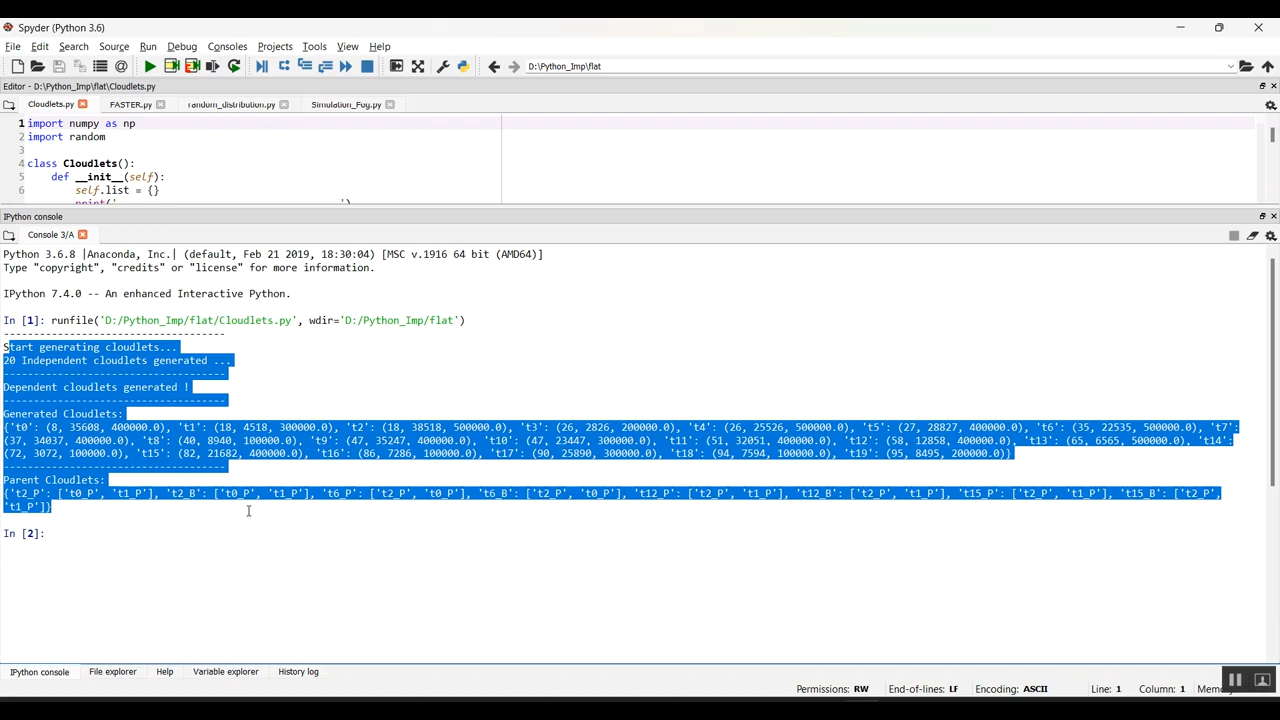 Spyder (Python 3.6)
File Edit Search Source Run Debug Consoles Projects Tools View Help
D:\Python_Imp\flat
Editor - D:\Python_Imp\flat\Cloudlets.py
Cloudlets.py FASTER.py random_distribution.py Simulation_Fog.py
1 import numpy as np
2 import random
3
4 class Cloudlets():
5 def __init__(self):
6 self.list = {}
print(' ')
IPython console
Console 3/A
Python 3.6.8 |Anaconda, Inc.| (default, Feb 21 2019, 18:30:04) [MSC v.1916 64 bit (AMD64)]
Type "copyright", "credits" or "license" for more information.
IPython 7.4.0 -- An enhanced Interactive Python.
In [1]: runfile('D:/Python_Imp/flat/Cloudlets.py', wdir='D:/Python_Imp/flat')
-------------------------------------
Start generating cloudlets...
20 Independent cloudlets generated ...
-------------------------------------
Dependent cloudlets generated !
-------------------------------------
Generated Cloudlets:
{'t0': (8, 35608, 400000.0), 't1': (18, 4518, 300000.0), 't2': (18, 38518, 500000.0), 't3': (26, 2826, 200000.0), 't4': (26, 25526, 500000.0), 't5': (27, 28827, 400000.0), 't6': (35, 22535, 500000.0), 't7':
(37, 34037, 400000.0), 't8': (40, 8940, 100000.0), 't9': (47, 35247, 400000.0), 't10': (47, 23447, 300000.0), 't11': (51, 32051, 400000.0), 't12': (58, 12858, 400000.0), 't13': (65, 6565, 500000.0), 't14':
(72, 3072, 100000.0), 't15': (82, 21682, 400000.0), 't16': (86, 7286, 100000.0), 't17': (90, 25890, 300000.0), 't18': (94, 7594, 100000.0), 't19': (95, 8495, 200000.0)}
-------------------------------------
Parent Cloudlets:
{'t2_P': ['t0_P', 't1_P'], 't2_B': ['t0_P', 't1_P'], 't6_P': ['t2_P', 't0_P'], 't6_B': ['t2_P', 't0_P'], 't12_P': ['t2_P', 't1_P'], 't12_B': ['t2_P', 't1_P'], 't15_P': ['t2_P', 't1_P'], 't15_B': ['t2_P',
't1_P']}
In [2]:
IPython console File explorer Help Variable explorer History log
Permissions: RW End-of-lines: LF Encoding: ASCII Line: 1 Column: 1